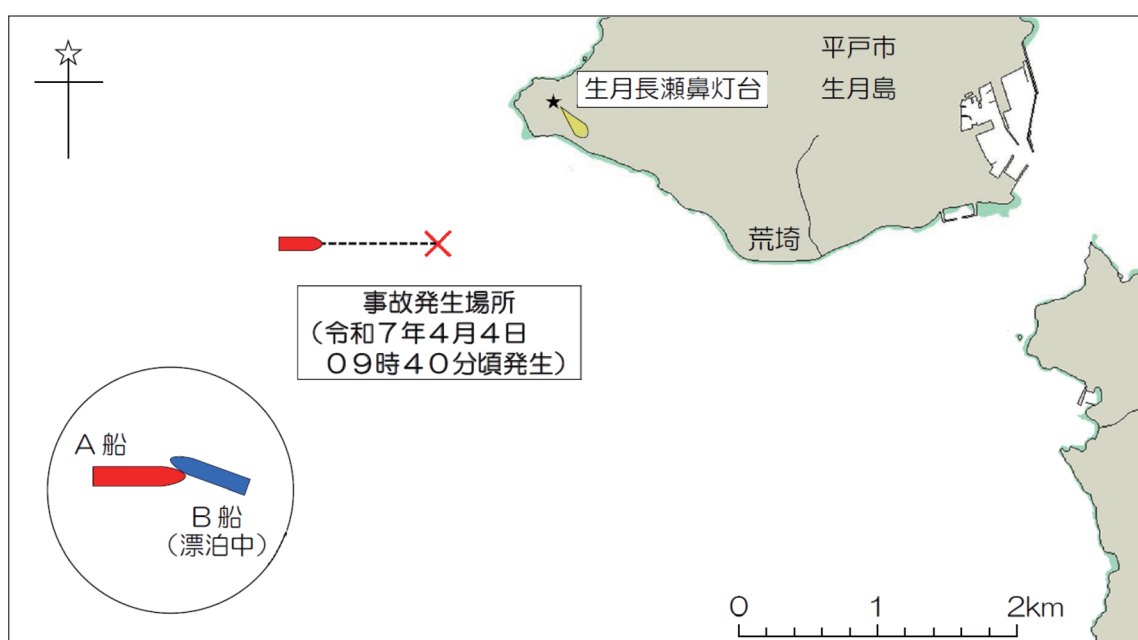 平戸市
生月島
生月長瀬鼻灯台
荒埼
事故発生場所
（令和７年４月４日
０９時４０分頃発生）
Ａ船
Ｂ船
（漂泊中）
0 1 2km